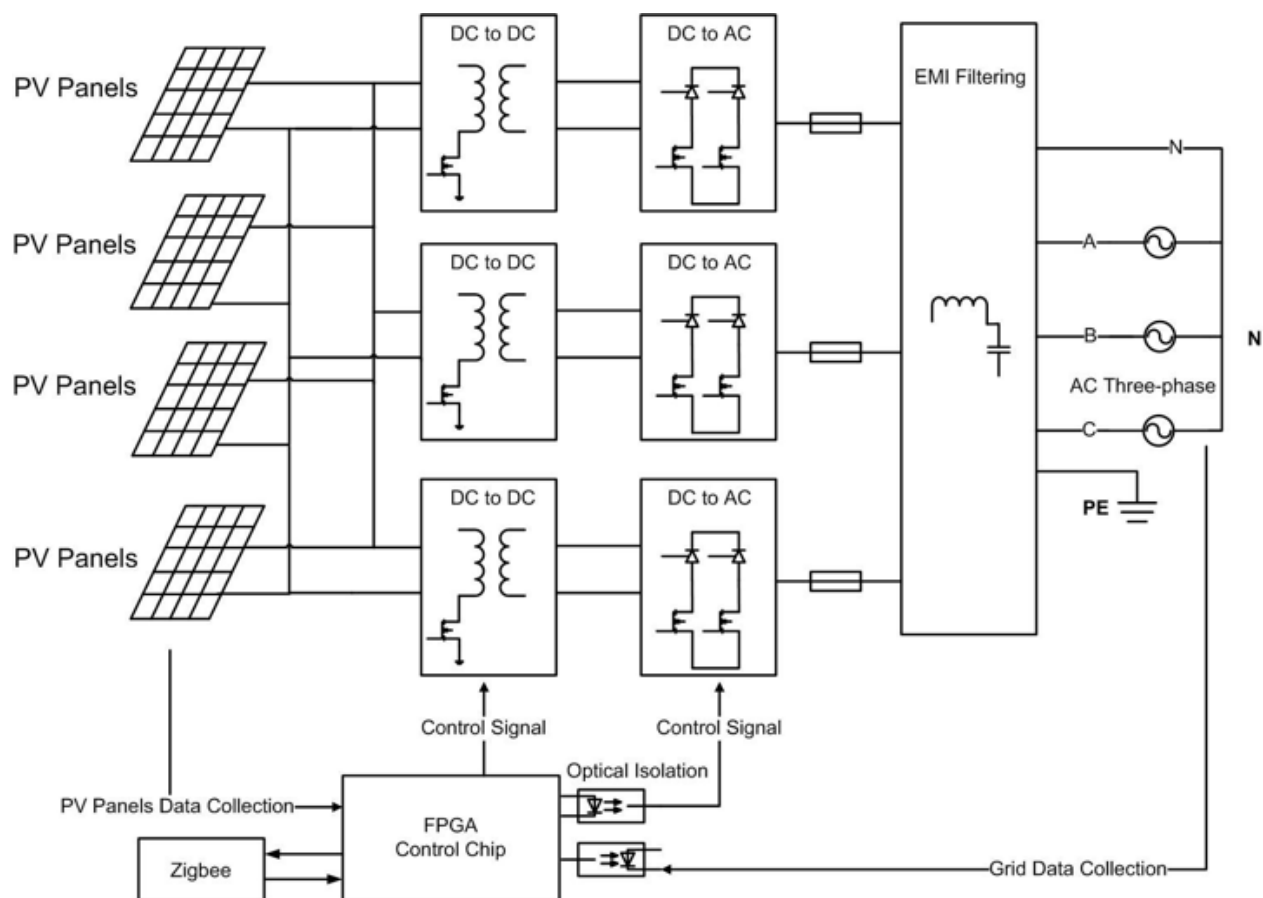 DC to DC
DC to AC
PV Panels
EMI Filtering
N
PV Panels
A
DC to DC
DC to AC
B
N
PV Panels
AC Three-phase
C
DC to DC
DC to AC
PE
PV Panels
Control Signal
Control Signal
Optical Isolation
PV Panels Data Collection
FPGA
Control Chip
Zigbee
Grid Data Collection